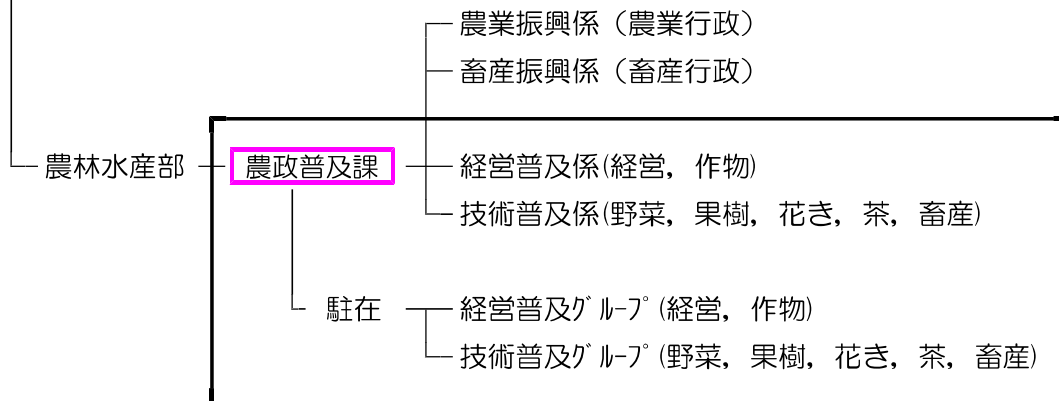 農業振興係（農業行政）
畜産振興係（畜産行政）
農林水産部 農政普及課 経営普及係(経営，作物)
技術普及係(野菜，果樹，花き，茶，畜産)
駐在 経営普及ｸﾞﾙｰﾌﾟ(経営，作物)
技術普及ｸﾞﾙｰﾌﾟ(野菜，果樹，花き，茶，畜産)